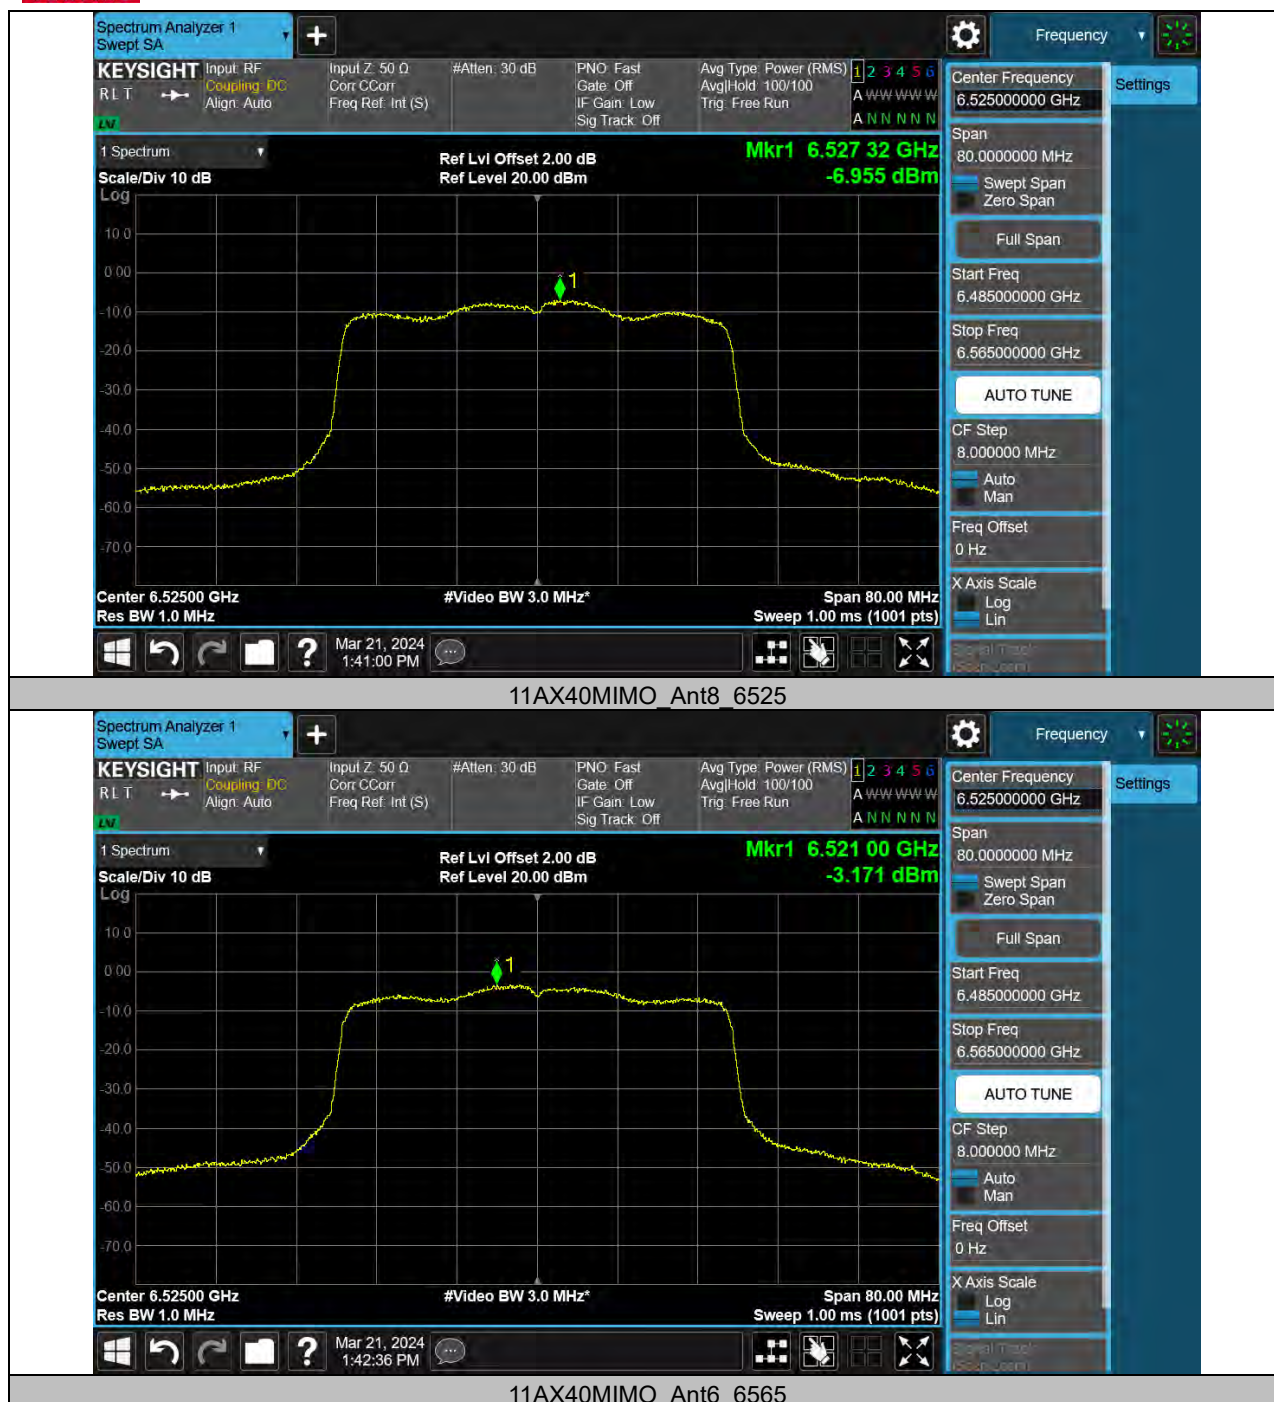 Spectrum Analyzer 1
Swept SA
Frequency
KEYSIGHT
R L T
LNI
Input: RF
Coupling: DC
Align: Auto
Input Z: 50 Ω
Corr CCorr
Freq Ref: Int (S)
#Atten: 30 dB
PNO: Fast
Gate: Off
IF Gain: Low
Sig Track: Off
Avg Type: Power (RMS)
Avg|Hold: 100/100
Trig: Free Run
1 2 3 4 5 6
A W W W W W
A N N N N N
Center Frequency
6.525000000 GHz
Settings
1 Spectrum
Scale/Div 10 dB
Ref Lvl Offset 2.00 dB
Ref Level 20.00 dBm
Mkr1 6.527 32 GHz
-6.955 dBm
Span
80.0000000 MHz
Swept Span
Zero Span
Full Span
Start Freq
6.485000000 GHz
Stop Freq
6.565000000 GHz
AUTO TUNE
CF Step
8.000000 MHz
Auto
Man
Freq Offset
0 Hz
X Axis Scale
Log
Lin
Log
10.0
0.00
1
-10.0
-20.0
-30.0
-40.0
-50.0
-60.0
-70.0
Center 6.52500 GHz
#Video BW 3.0 MHz*
Span 80.00 MHz
Res BW 1.0 MHz
Sweep 1.00 ms (1001 pts)
?
Mar 21, 2024
1:41:00 PM
11AX40MIMO_Ant8_6525
Spectrum Analyzer 1
Swept SA
Frequency
KEYSIGHT
R L T
LNI
Input: RF
Coupling: DC
Align: Auto
Input Z: 50 Ω
Corr CCorr
Freq Ref: Int (S)
#Atten: 30 dB
PNO: Fast
Gate: Off
IF Gain: Low
Sig Track: Off
Avg Type: Power (RMS)
Avg|Hold: 100/100
Trig: Free Run
1 2 3 4 5 6
A W W W W W
A N N N N N
Center Frequency
6.525000000 GHz
Settings
1 Spectrum
Scale/Div 10 dB
Ref Lvl Offset 2.00 dB
Ref Level 20.00 dBm
Mkr1 6.521 00 GHz
-3.171 dBm
Span
80.0000000 MHz
Swept Span
Zero Span
Full Span
Start Freq
6.485000000 GHz
Stop Freq
6.565000000 GHz
AUTO TUNE
CF Step
8.000000 MHz
Auto
Man
Freq Offset
0 Hz
X Axis Scale
Log
Lin
Log
10.0
0.00
1
-10.0
-20.0
-30.0
-40.0
-50.0
-60.0
-70.0
Center 6.52500 GHz
#Video BW 3.0 MHz*
Span 80.00 MHz
Res BW 1.0 MHz
Sweep 1.00 ms (1001 pts)
?
Mar 21, 2024
1:42:36 PM
11AX40MIMO_Ant6_6565